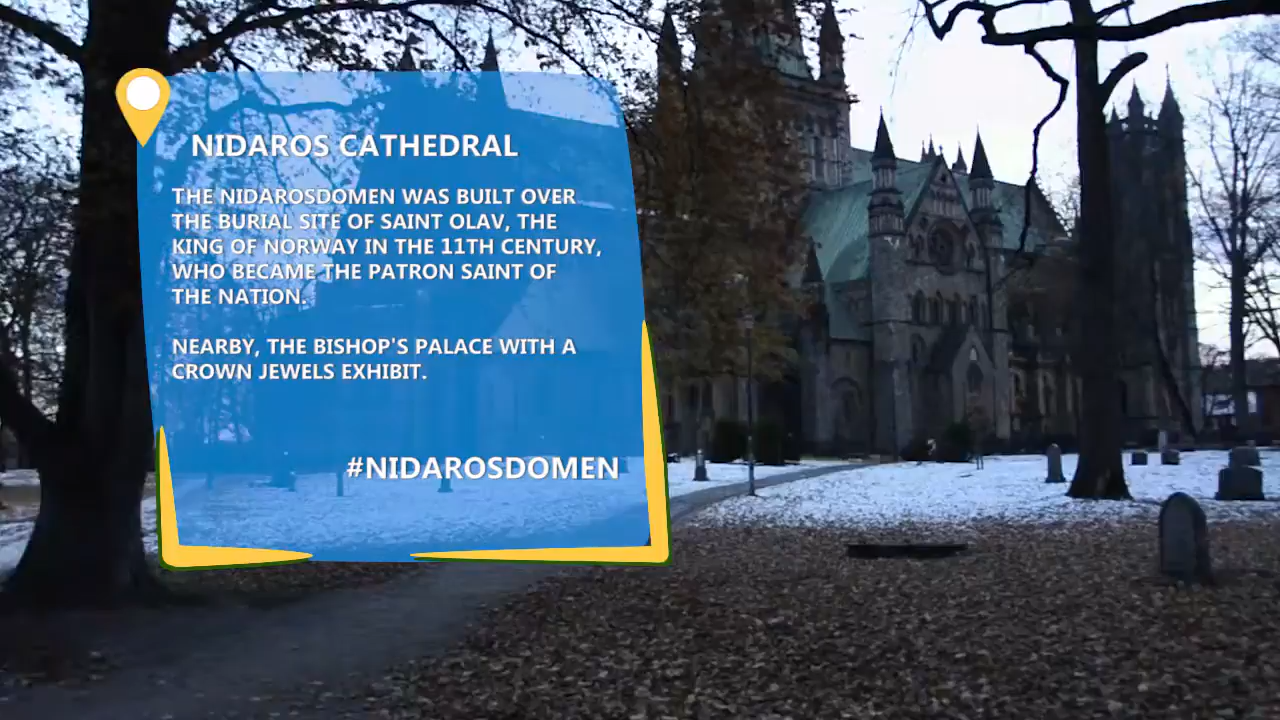 NIDAROS CATHEDRAL
THE NIDAROSDOMEN WAS BUILT OVER
THE BURIAL SITE OF SAINT OLAV, THE
KING OF NORWAY IN THE 11TH CENTURY,
WHO BECAME THE PATRON SAINT OF
THE NATION.
NEARBY, THE BISHOP'S PALACE WITH A
CROWN JEWELS EXHIBIT.
#NIDAROSDOMEN